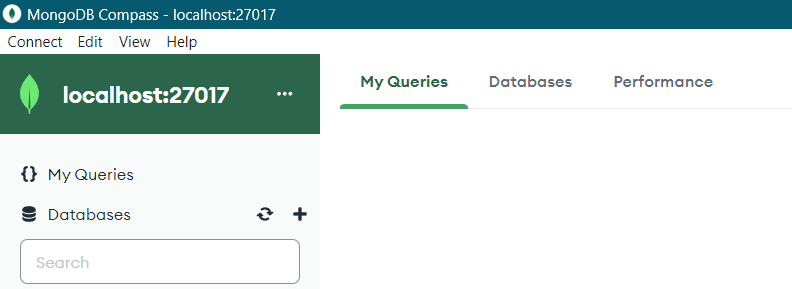 MongoDB Compass - localhost:27017
Connect Edit View Help
localhost:27017 ...
My Queries Databases Performance
{} My Queries
Databases
Search